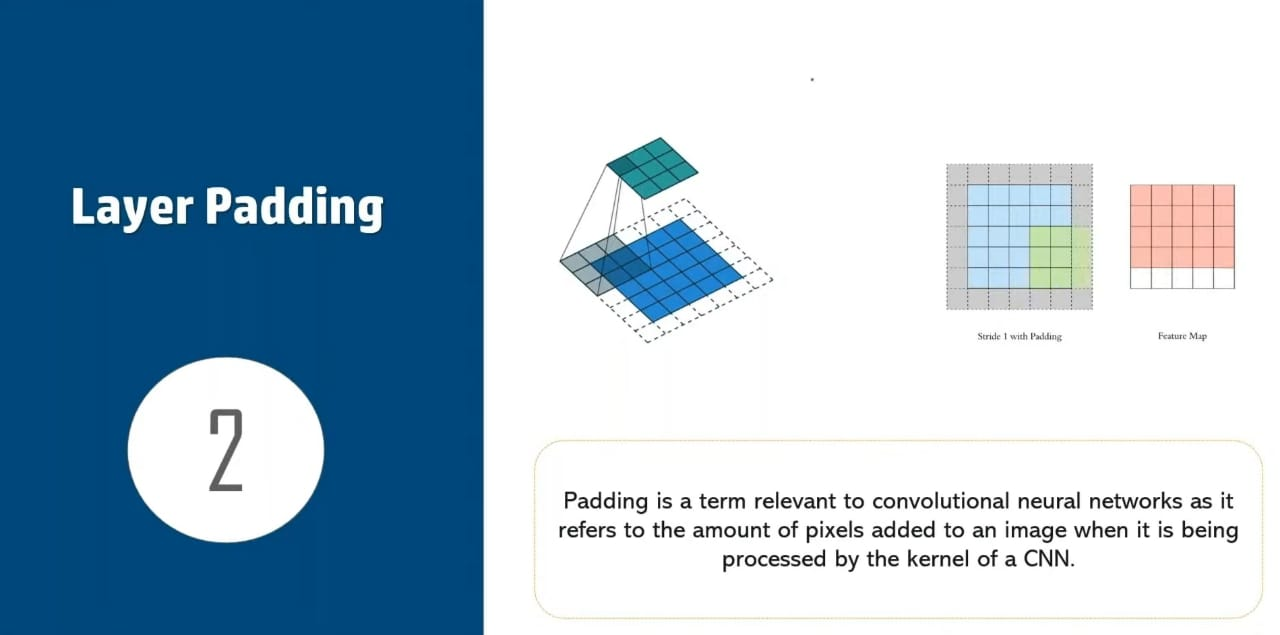 Layer Padding
2
Stride 1 with Padding
Feature Map
Padding is a term relevant to convolutional neural networks as it
refers to the amount of pixels added to an image when it is being
processed by the kernel of a CNN.